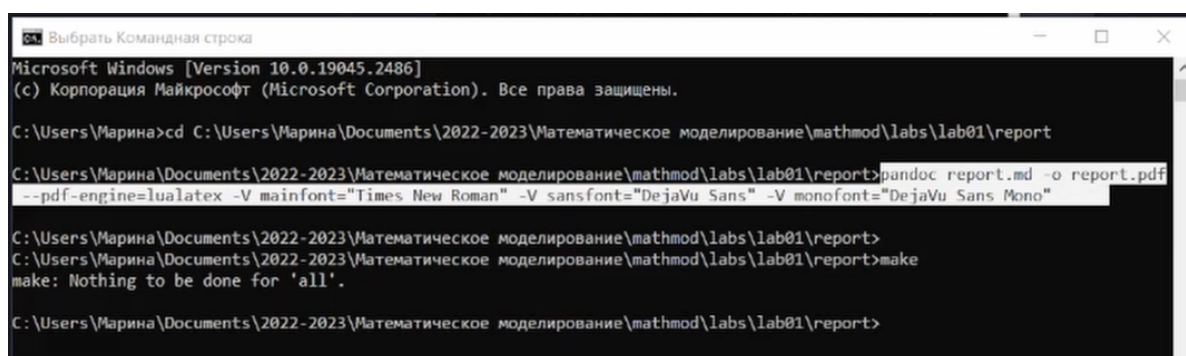 Выбрать Командная строка
Microsoft Windows [Version 10.0.19045.2486]
(c) Корпорация Майкрософт (Microsoft Corporation). Все права защищены.
C:\Users\Марина>cd C:\Users\Марина\Documents\2022-2023\Математическое моделирование\mathmod\labs\lab01\report
C:\Users\Марина\Documents\2022-2023\Математическое моделирование\mathmod\labs\lab01\report>pandoc report.md -o report.pdf
--pdf-engine=lualatex -V mainfont="Times New Roman" -V sansfont="DejaVu Sans" -V monofont="DejaVu Sans Mono"
C:\Users\Марина\Documents\2022-2023\Математическое моделирование\mathmod\labs\lab01\report>
C:\Users\Марина\Documents\2022-2023\Математическое моделирование\mathmod\labs\lab01\report>make
make: Nothing to be done for 'all'.
C:\Users\Марина\Documents\2022-2023\Математическое моделирование\mathmod\labs\lab01\report>